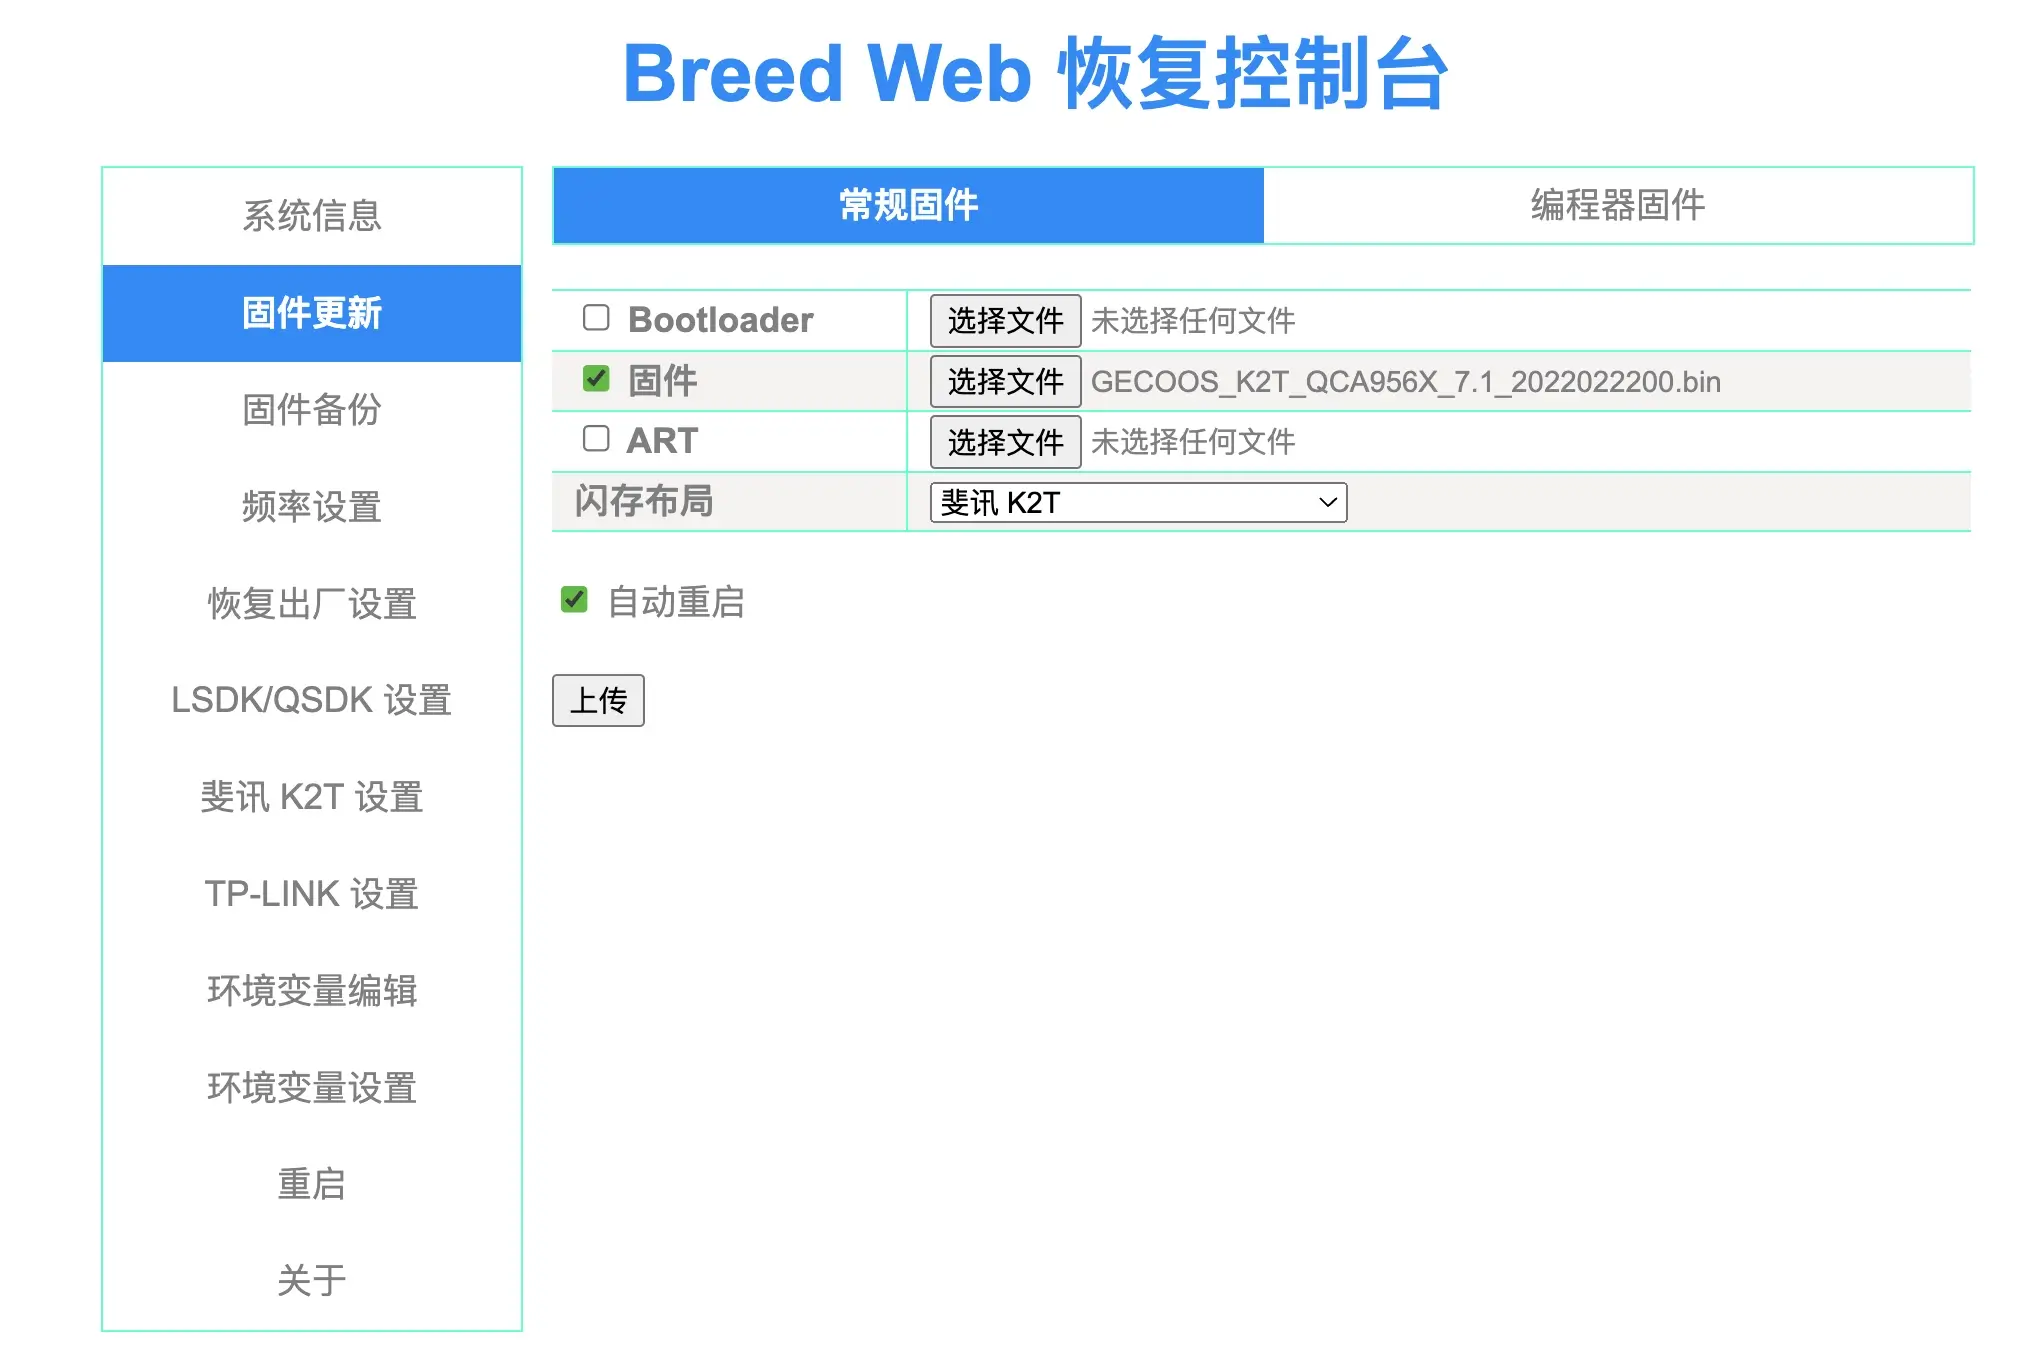 Breed Web 恢复控制台
系统信息
固件更新
固件备份
频率设置
恢复出厂设置
LSDK/QSDK 设置
斐讯 K2T 设置
TP-LINK 设置
环境变量编辑
环境变量设置
重启
关于
常规固件 编程器固件
Bootloader 选择文件 未选择任何文件
固件 选择文件 GECOOS_K2T_QCA956X_7.1_2022022200.bin
ART 选择文件 未选择任何文件
闪存布局 斐讯 K2T
自动重启
上传